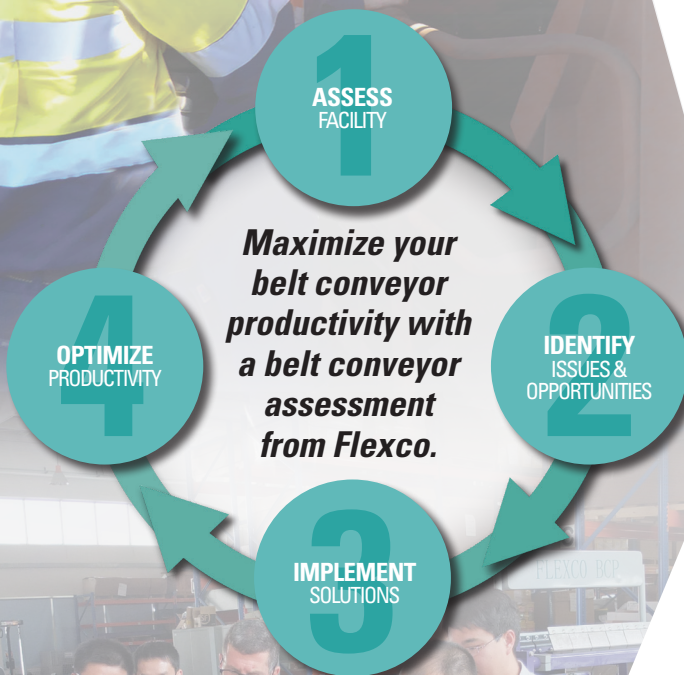 1
ASSESS
FACILITY
Maximize your
belt conveyor
productivity with
a belt conveyor
assessment
from Flexco.
2
IDENTIFY
ISSUES &
OPPORTUNITIES
3
IMPLEMENT
SOLUTIONS
4
OPTIMIZE
PRODUCTIVITY
FLEXCO BCP